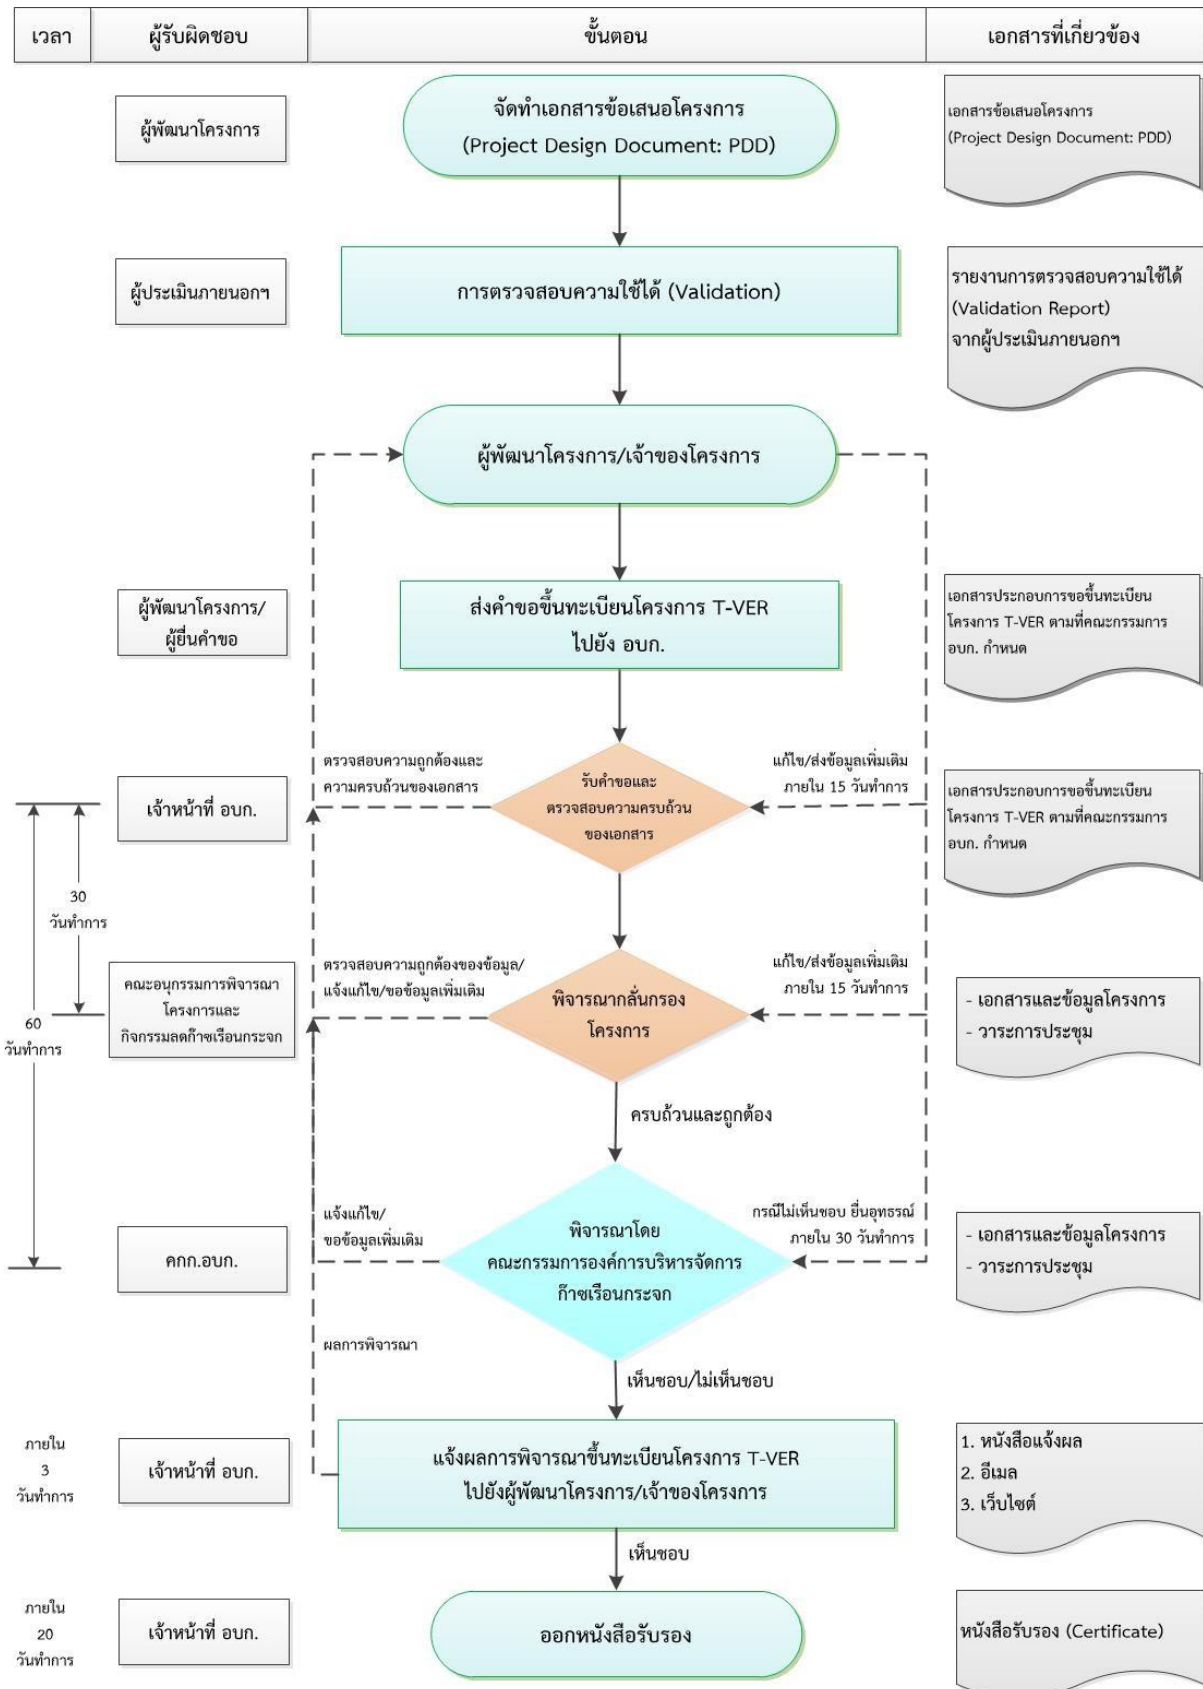 เวลา
ผู้รับผิดชอบ
ขั้นตอน
เอกสารที่เกี่ยวข้อง
ผู้พัฒนาโครงการ
จัดทำเอกสารข้อเสนอโครงการ
(Project Design Document: PDD)
เอกสารข้อเสนอโครงการ
(Project Design Document: PDD)
ผู้ประเมินภายนอกฯ
การตรวจสอบความใช้ได้ (Validation)
รายงานการตรวจสอบความใช้ได้
(Validation Report)
จากผู้ประเมินภายนอกฯ
ผู้พัฒนาโครงการ/เจ้าของโครงการ
ผู้พัฒนาโครงการ/
ผู้ยื่นคำขอ
ส่งคำขอขึ้นทะเบียนโครงการ T-VER
ไปยัง อบก.
เอกสารประกอบการขอขึ้นทะเบียน
โครงการ T-VER ตามที่คณะกรรมการ
อบก. กำหนด
เจ้าหน้าที่ อบก.
ตรวจสอบความถูกต้องและ
ความครบถ้วนของเอกสาร
รับคำขอและ
ตรวจสอบความครบถ้วน
ของเอกสาร
แก้ไข/ส่งข้อมูลเพิ่มเติม
ภายใน 15 วันทำการ
เอกสารประกอบการขอขึ้นทะเบียน
โครงการ T-VER ตามที่คณะกรรมการ
อบก. กำหนด
30
วันทำการ
60
วันทำการ
คณะอนุกรรมการพิจารณา
โครงการและ
กิจกรรมลดก๊าซเรือนกระจก
ตรวจสอบความถูกต้องของข้อมูล/
แจ้งแก้ไข/ขอข้อมูลเพิ่มเติม
พิจารณากลั่นกรอง
โครงการ
แก้ไข/ส่งข้อมูลเพิ่มเติม
ภายใน 15 วันทำการ
- เอกสารและข้อมูลโครงการ
- วาระการประชุม
ครบถ้วนและถูกต้อง
คกก.อบก.
แจ้งแก้ไข/
ขอข้อมูลเพิ่มเติม
พิจารณาโดย
คณะกรรมการองค์การบริหารจัดการ
ก๊าซเรือนกระจก
กรณีไม่เห็นชอบ ยื่นอุทธรณ์
ภายใน 30 วันทำการ
- เอกสารและข้อมูลโครงการ
- วาระการประชุม
ผลการพิจารณา
เห็นชอบ/ไม่เห็นชอบ
ภายใน
3
วันทำการ
เจ้าหน้าที่ อบก.
แจ้งผลการพิจารณาขึ้นทะเบียนโครงการ T-VER
ไปยังผู้พัฒนาโครงการ/เจ้าของโครงการ
1. หนังสือแจ้งผล
2. อีเมล
3. เว็บไซต์
เห็นชอบ
ภายใน
20
วันทำการ
เจ้าหน้าที่ อบก.
ออกหนังสือรับรอง
หนังสือรับรอง (Certificate)